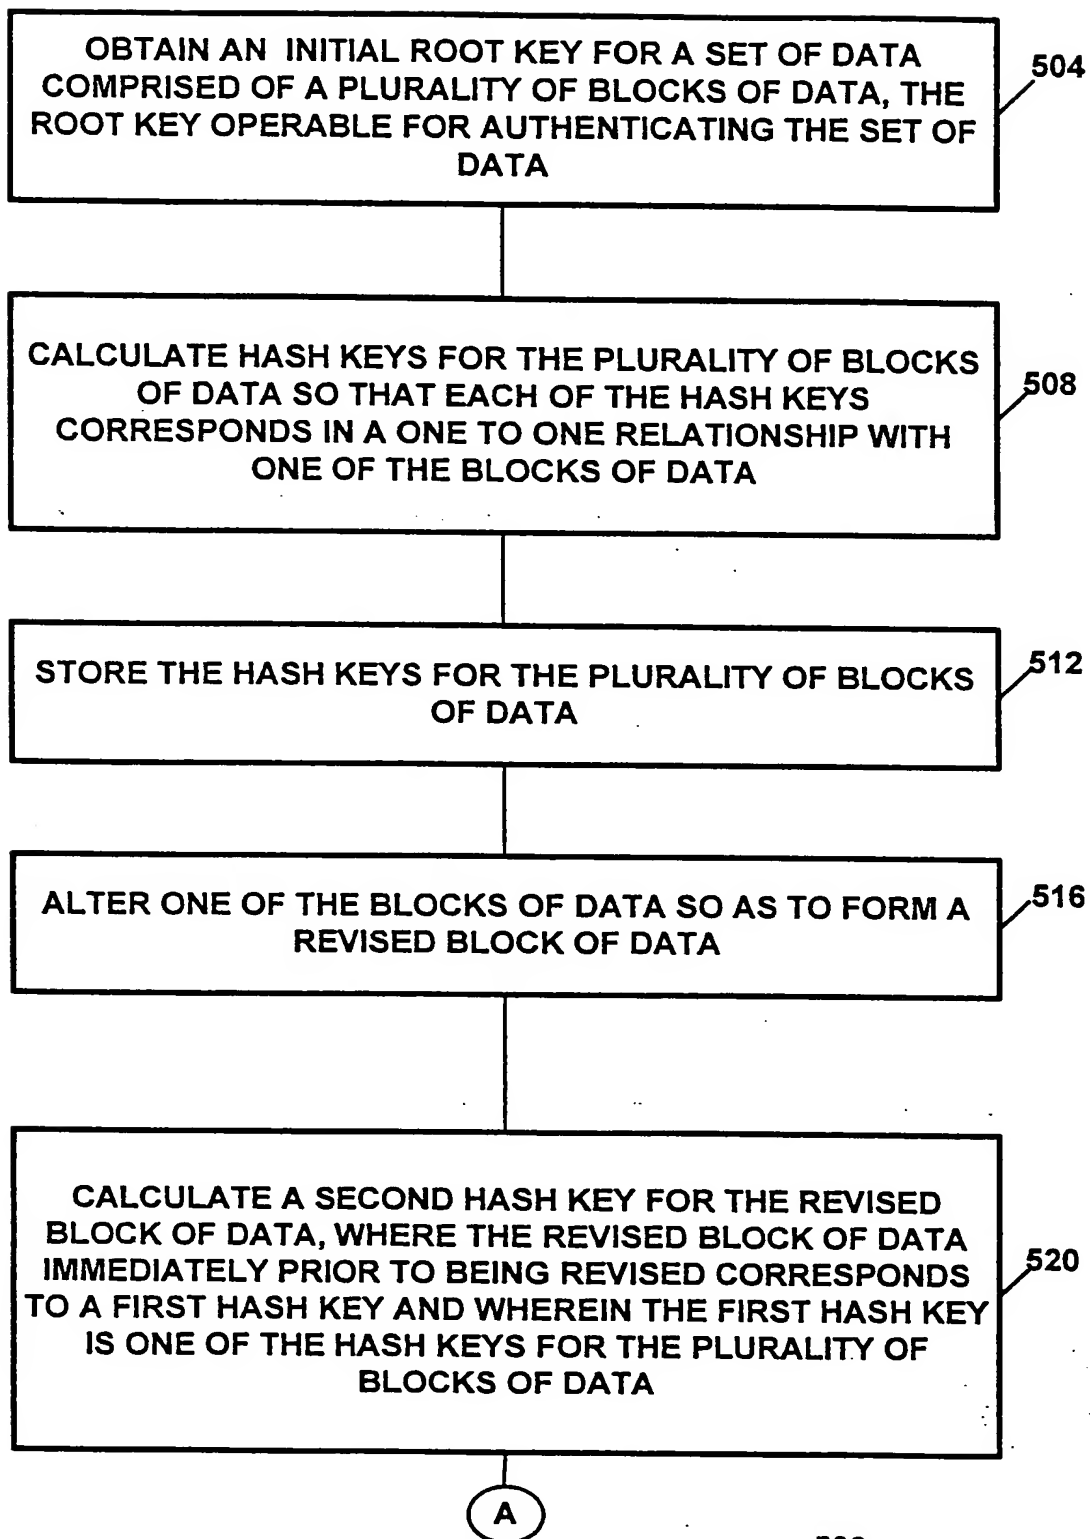 OBTAIN AN INITIAL ROOT KEY FOR A SET OF DATA
COMPRISED OF A PLURALITY OF BLOCKS OF DATA, THE
ROOT KEY OPERABLE FOR AUTHENTICATING THE SET OF
DATA
504
CALCULATE HASH KEYS FOR THE PLURALITY OF BLOCKS
OF DATA SO THAT EACH OF THE HASH KEYS
CORRESPONDS IN A ONE TO ONE RELATIONSHIP WITH
ONE OF THE BLOCKS OF DATA
508
STORE THE HASH KEYS FOR THE PLURALITY OF BLOCKS
OF DATA
512
ALTER ONE OF THE BLOCKS OF DATA SO AS TO FORM A
REVISED BLOCK OF DATA
516
CALCULATE A SECOND HASH KEY FOR THE REVISED
BLOCK OF DATA, WHERE THE REVISED BLOCK OF DATA
IMMEDIATELY PRIOR TO BEING REVISED CORRESPONDS
TO A FIRST HASH KEY AND WHEREIN THE FIRST HASH KEY
IS ONE OF THE HASH KEYS FOR THE PLURALITY OF
BLOCKS OF DATA
520
A